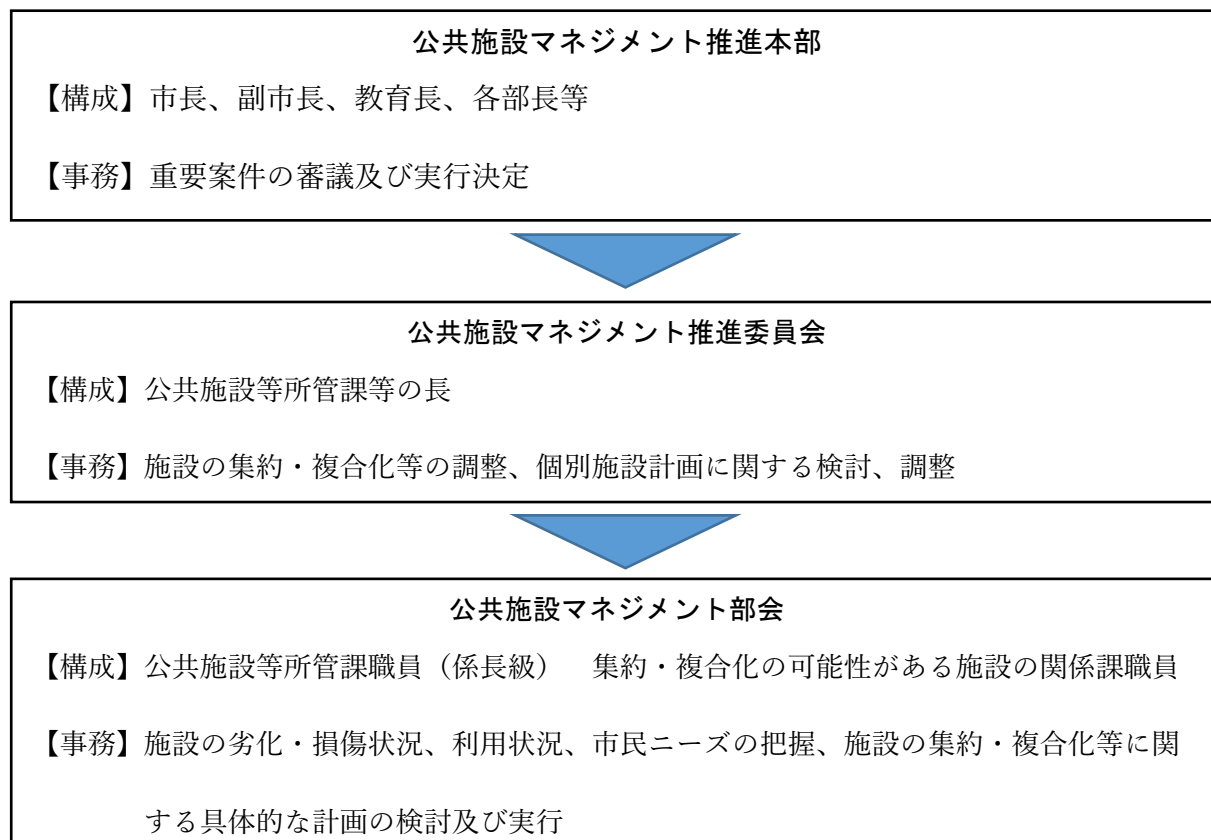 公共施設マネジメント推進本部
【構成】市長、副市長、教育長、各部長等
【事務】重要案件の審議及び実行決定
公共施設マネジメント推進委員会
【構成】公共施設等所管課等の長
【事務】施設の集約・複合化等の調整、個別施設計画に関する検討、調整
公共施設マネジメント部会
【構成】公共施設等所管課職員（係長級）　集約・複合化の可能性がある施設の関係課職員
【事務】施設の劣化・損傷状況、利用状況、市民ニーズの把握、施設の集約・複合化等に関
する具体的な計画の検討及び実行